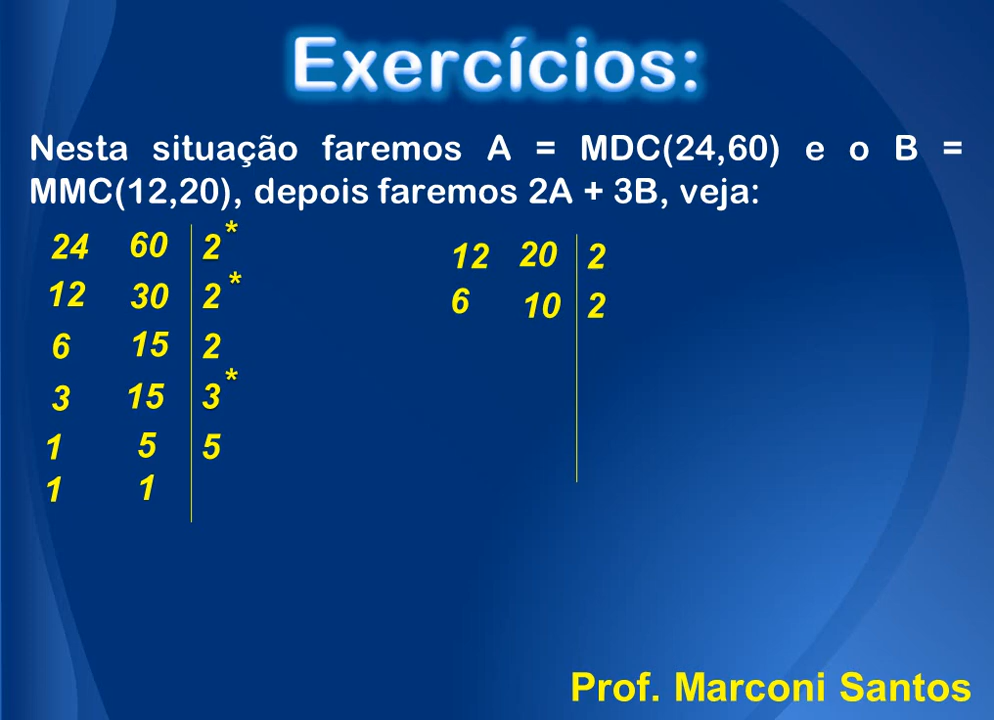 Exercícios:
Nesta situação faremos A = MDC(24,60) e o B =
MMC(12,20), depois faremos 2A + 3B, veja:
24 60 2*
12 30 2*
6 15 2
3 15 3*
1 5 5
1 1
12 20 2
6 10 2
Prof. Marconi Santos